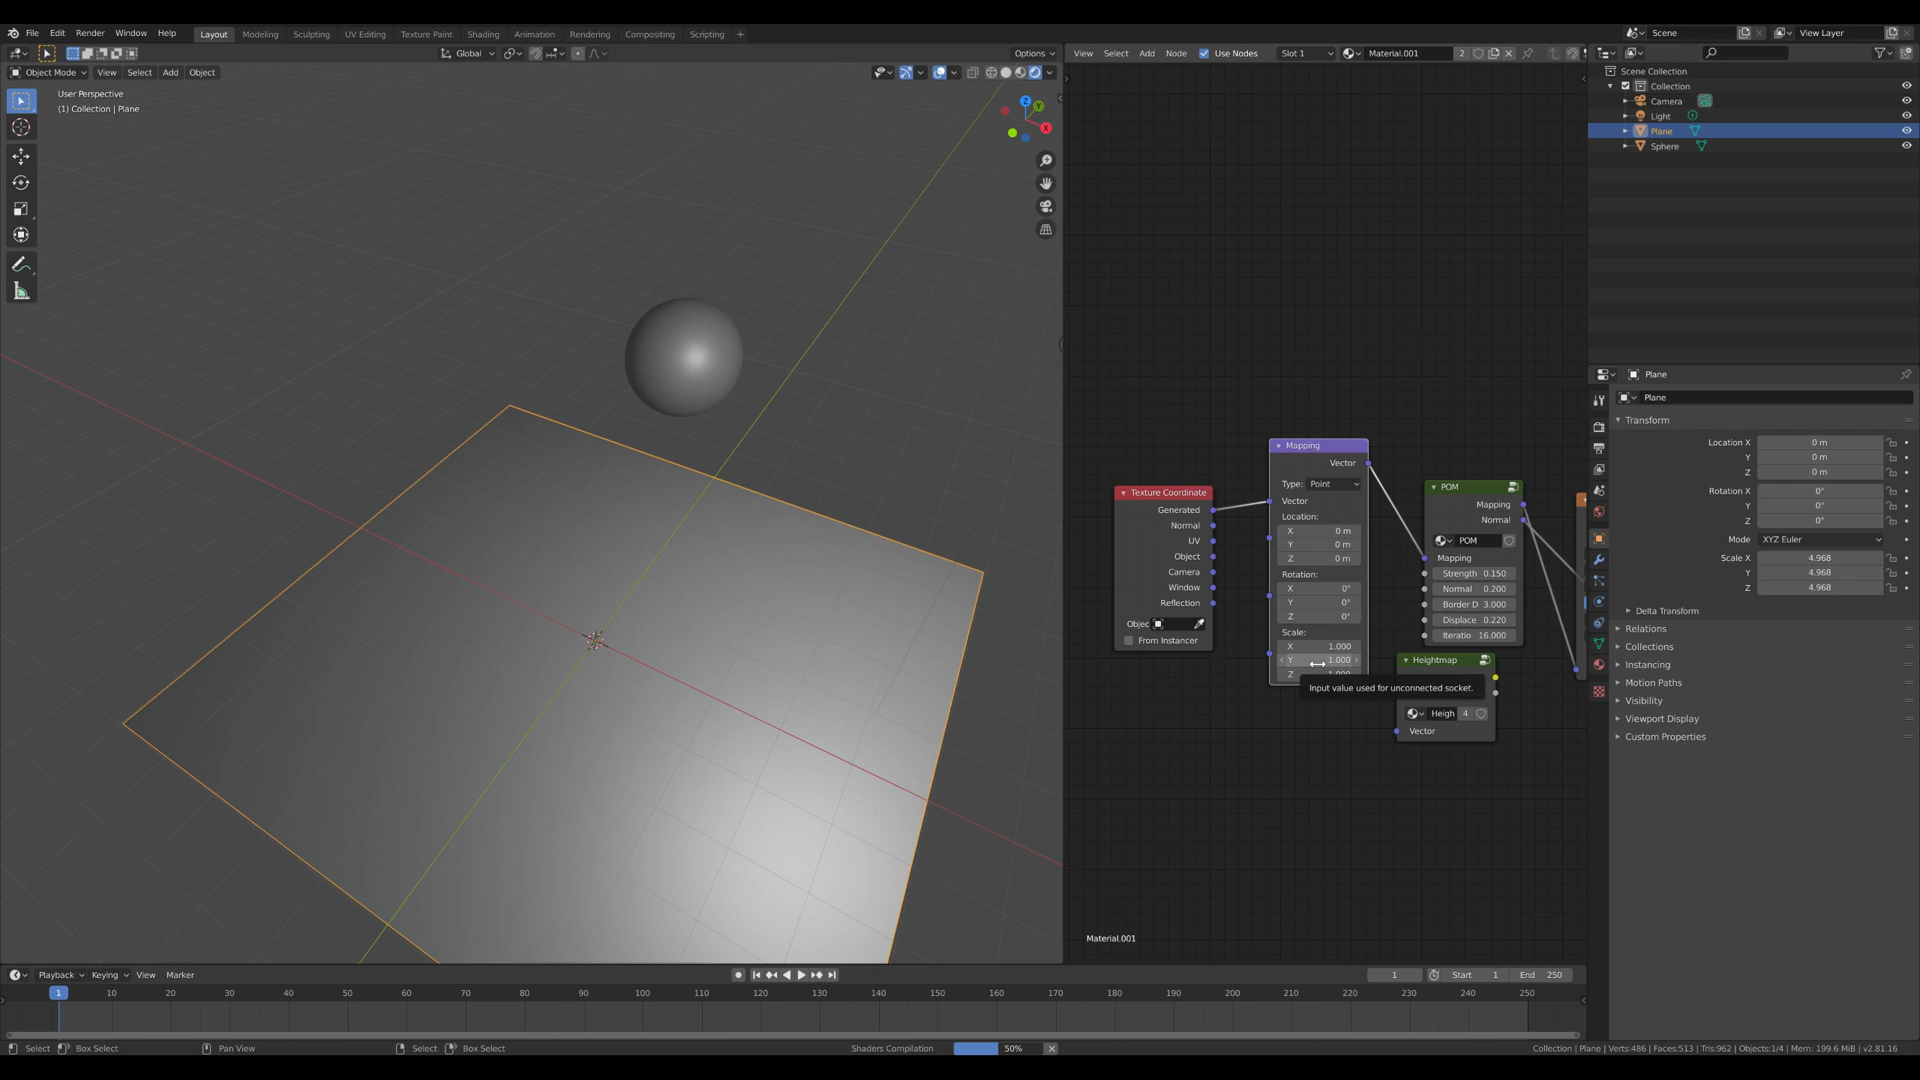 File Edit Render Window Help Layout Modeling Sculpting UV Editing Texture Paint Shading Animation Rendering Compositing Scripting + Scene View Layer
Global Options
View Select Add Node Use Nodes Slot 1 Material.001 2
Object Mode View Select Add Object
User Perspective
(1) Collection | Plane
Z
Y
X
Scene Collection
Collection
Camera
Light
Plane
Sphere
Texture Coordinate
Generated
Normal
UV
Object
Camera
Window
Reflection
Objec
From Instancer
Mapping
Vector
Type: Point
Vector
Location:
X 0 m
Y 0 m
Z 0 m
Rotation:
X 0°
Y 0°
Z 0°
Scale:
X 1.000
Y 1.000
Z 1.000
Input value used for unconnected socket.
POM
Mapping
Normal
POM
Mapping
Strength 0.150
Normal 0.200
Border D 3.000
Displace 0.220
Iteratio 16.000
Heightmap
Heigh 4
Vector
Material.001
Plane
Plane
Transform
Location X 0 m
Y 0 m
Z 0 m
Rotation X 0°
Y 0°
Z 0°
Mode XYZ Euler
Scale X 4.968
Y 4.968
Z 4.968
Delta Transform
Relations
Collections
Instancing
Motion Paths
Visibility
Viewport Display
Custom Properties
Playback Keying View Marker 1 Start 1 End 250
1 10 20 30 40 50 60 70 80 90 100 110 120 130 140 150 160 170 180 190 200 210 220 230 240 250
Select Box Select Pan View Select Box Select Shaders Compilation 50% Collection | Plane | Verts:486 | Faces:513 | Tris:962 | Objects:1/4 | Mem: 199.6 MiB | v2.81.16